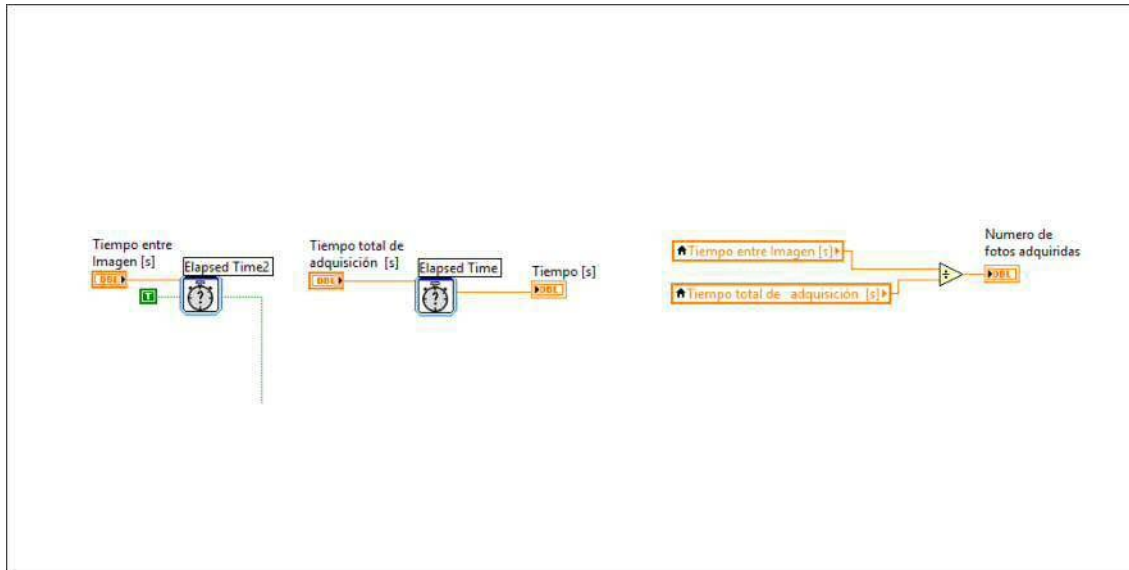 Tiempo entre
Imagen [s]
DBL
T
Elapsed Time2
?
Tiempo total de
adquisición [s]
DBL
Elapsed Time
?
Tiempo [s]
DBL
Tiempo entre Imagen [s]
Tiempo total de adquisición [s]
÷
Numero de
fotos adquiridas
DBL